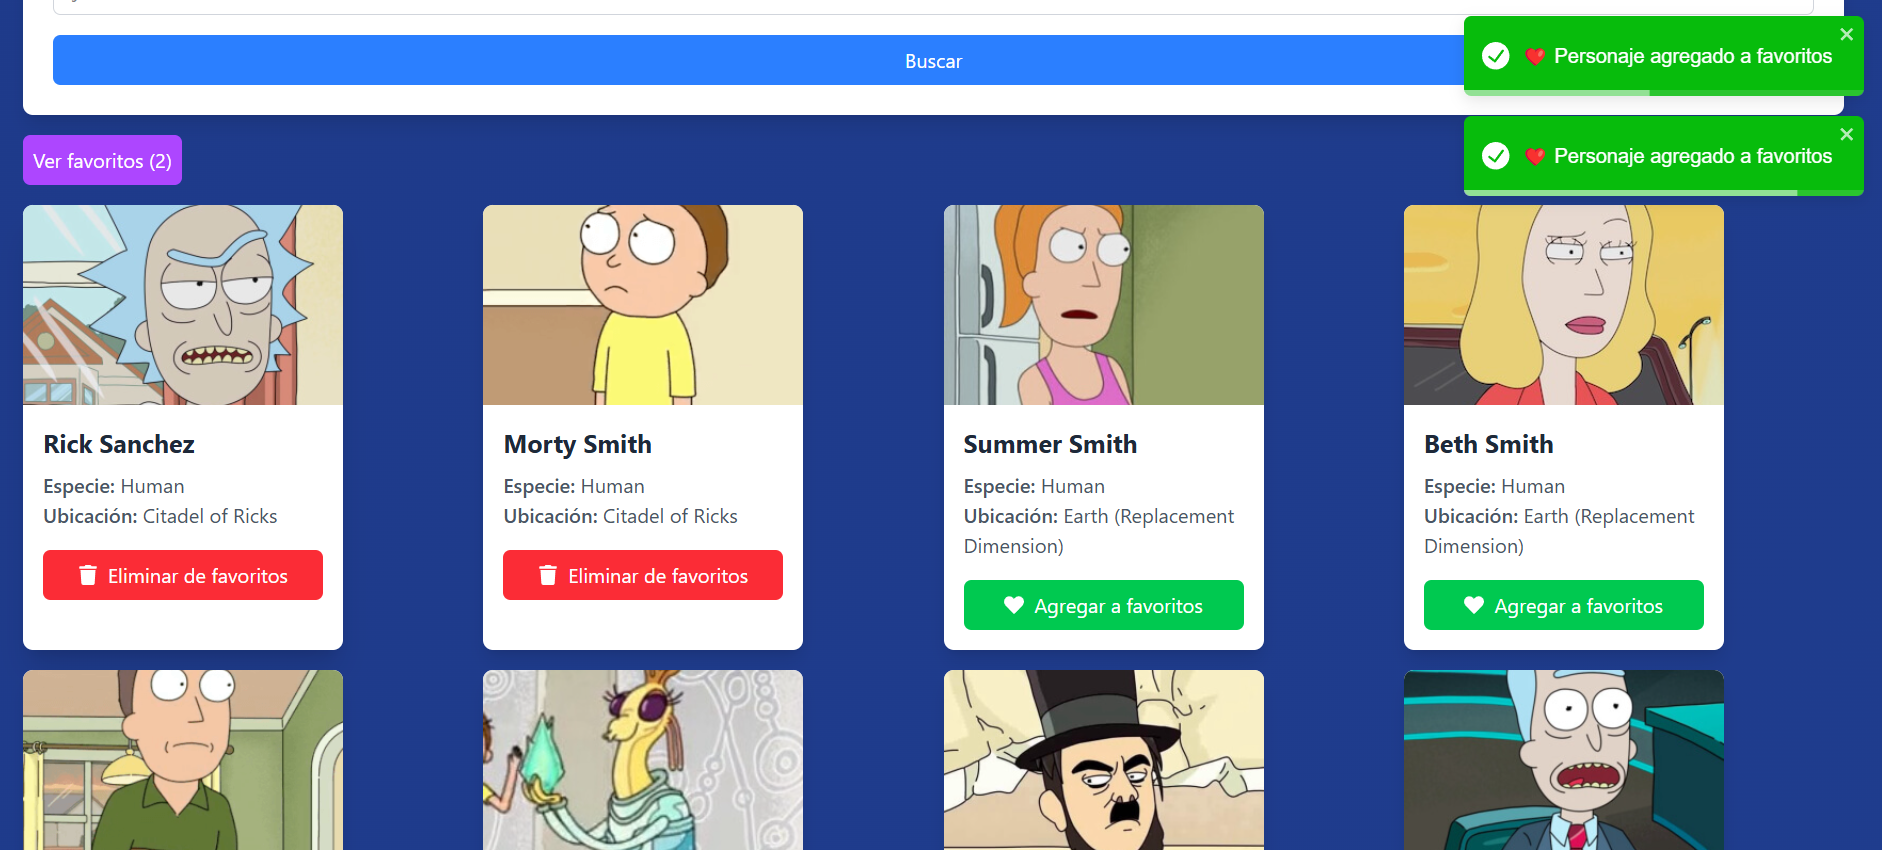 Buscar
❤️ Personaje agregado a favoritos
❤️ Personaje agregado a favoritos
Ver favoritos (2)
Rick Sanchez
Especie: Human
Ubicación: Citadel of Ricks
Eliminar de favoritos
Morty Smith
Especie: Human
Ubicación: Citadel of Ricks
Eliminar de favoritos
Summer Smith
Especie: Human
Ubicación: Earth (Replacement
Dimension)
Agregar a favoritos
Beth Smith
Especie: Human
Ubicación: Earth (Replacement
Dimension)
Agregar a favoritos